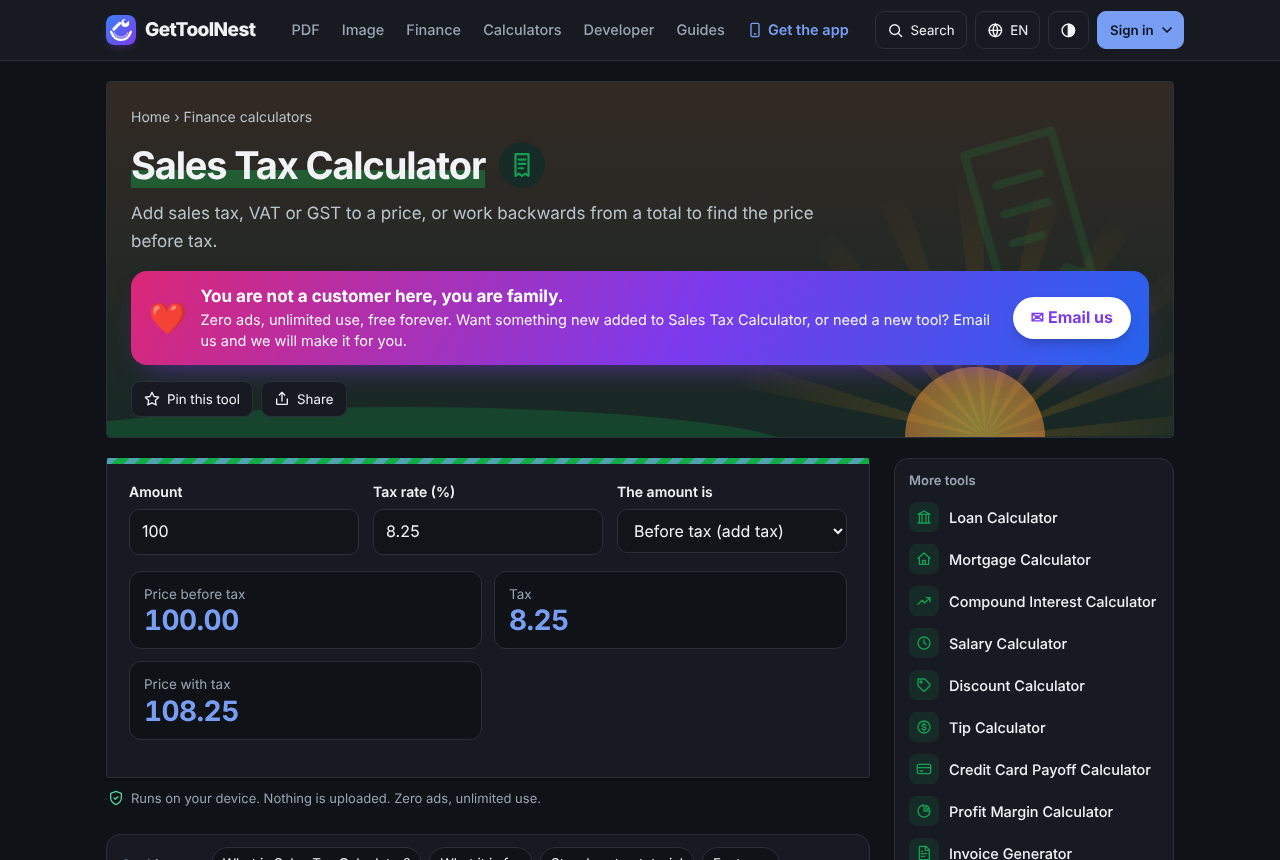 GetToolNest
PDF
Image
Finance
Calculators
Developer
Guides
Get the app
Search
EN
Sign in
Home › Finance calculators
Sales Tax Calculator
Add sales tax, VAT or GST to a price, or work backwards from a total to find the price
before tax.
You are not a customer here, you are family.
Zero ads, unlimited use, free forever. Want something new added to Sales Tax Calculator, or need a new tool? Email
us and we will make it for you.
✉ Email us
Pin this tool
Share
Amount
Tax rate (%)
The amount is
100
8.25
Before tax (add tax)
Price before tax
100.00
Tax
8.25
Price with tax
108.25
Runs on your device. Nothing is uploaded. Zero ads, unlimited use.
More tools
Loan Calculator
Mortgage Calculator
Compound Interest Calculator
Salary Calculator
Discount Calculator
Tip Calculator
Credit Card Payoff Calculator
Profit Margin Calculator
Invoice Generator